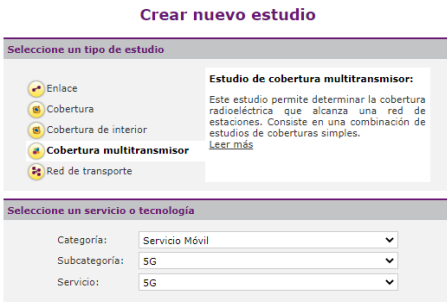 Crear nuevo estudio
Seleccione un tipo de estudio
Enlace
Cobertura
Cobertura de interior
Cobertura multitransmisor
Red de transporte
Estudio de cobertura multitransmisor:
Este estudio permite determinar la cobertura
radioeléctrica que alcanza una red de
estaciones. Consiste en una combinación de
estudios de coberturas simples.
Leer más
Seleccione un servicio o tecnología
Categoría: Servicio Móvil
Subcategoría: 5G
Servicio: 5G